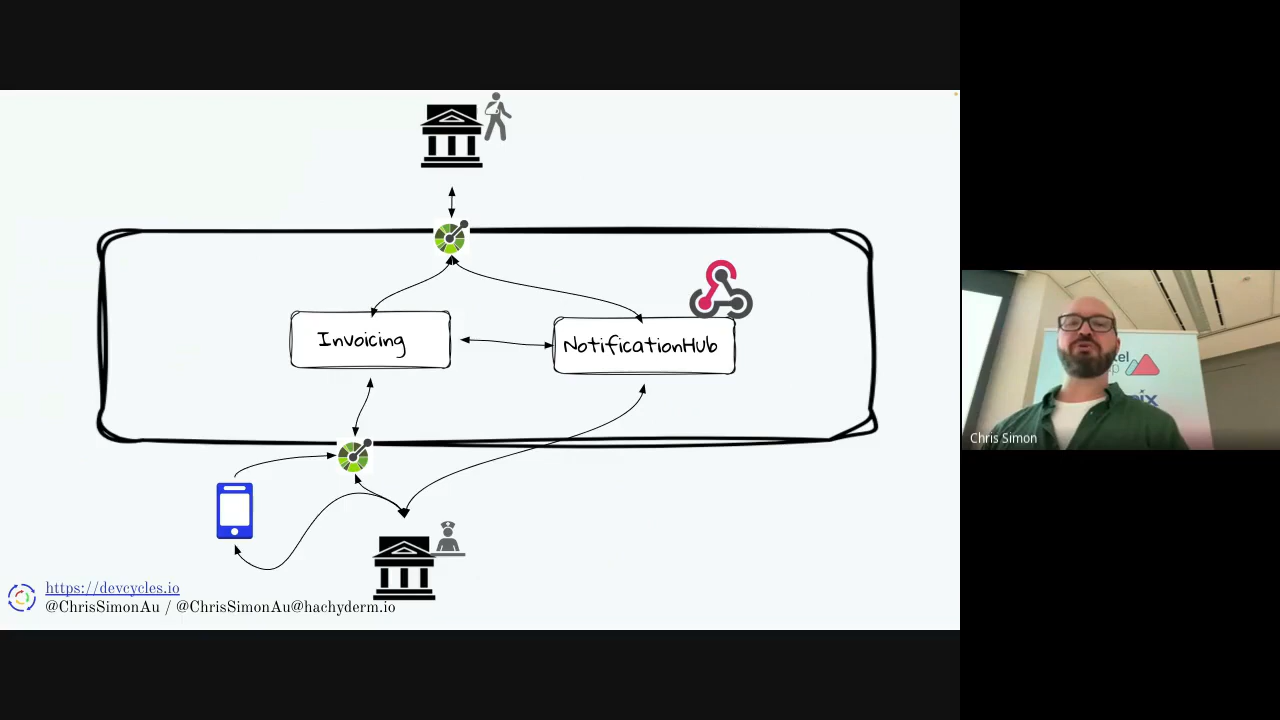 Invoicing
NotificationHub
https://devcycles.io
@ChrisSimonAu / @ChrisSimonAu@hachyderm.io
Chris Simon